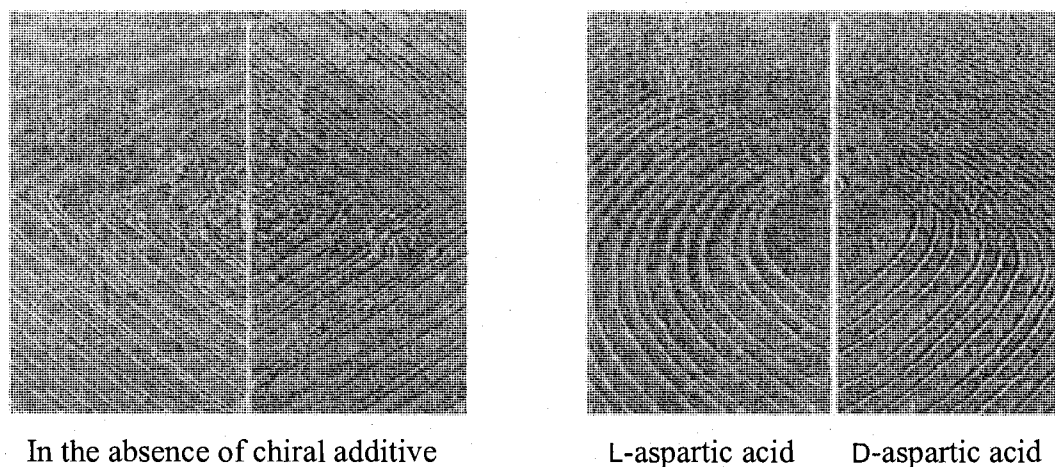 In the absence of chiral additive
L-aspartic acid D-aspartic acid